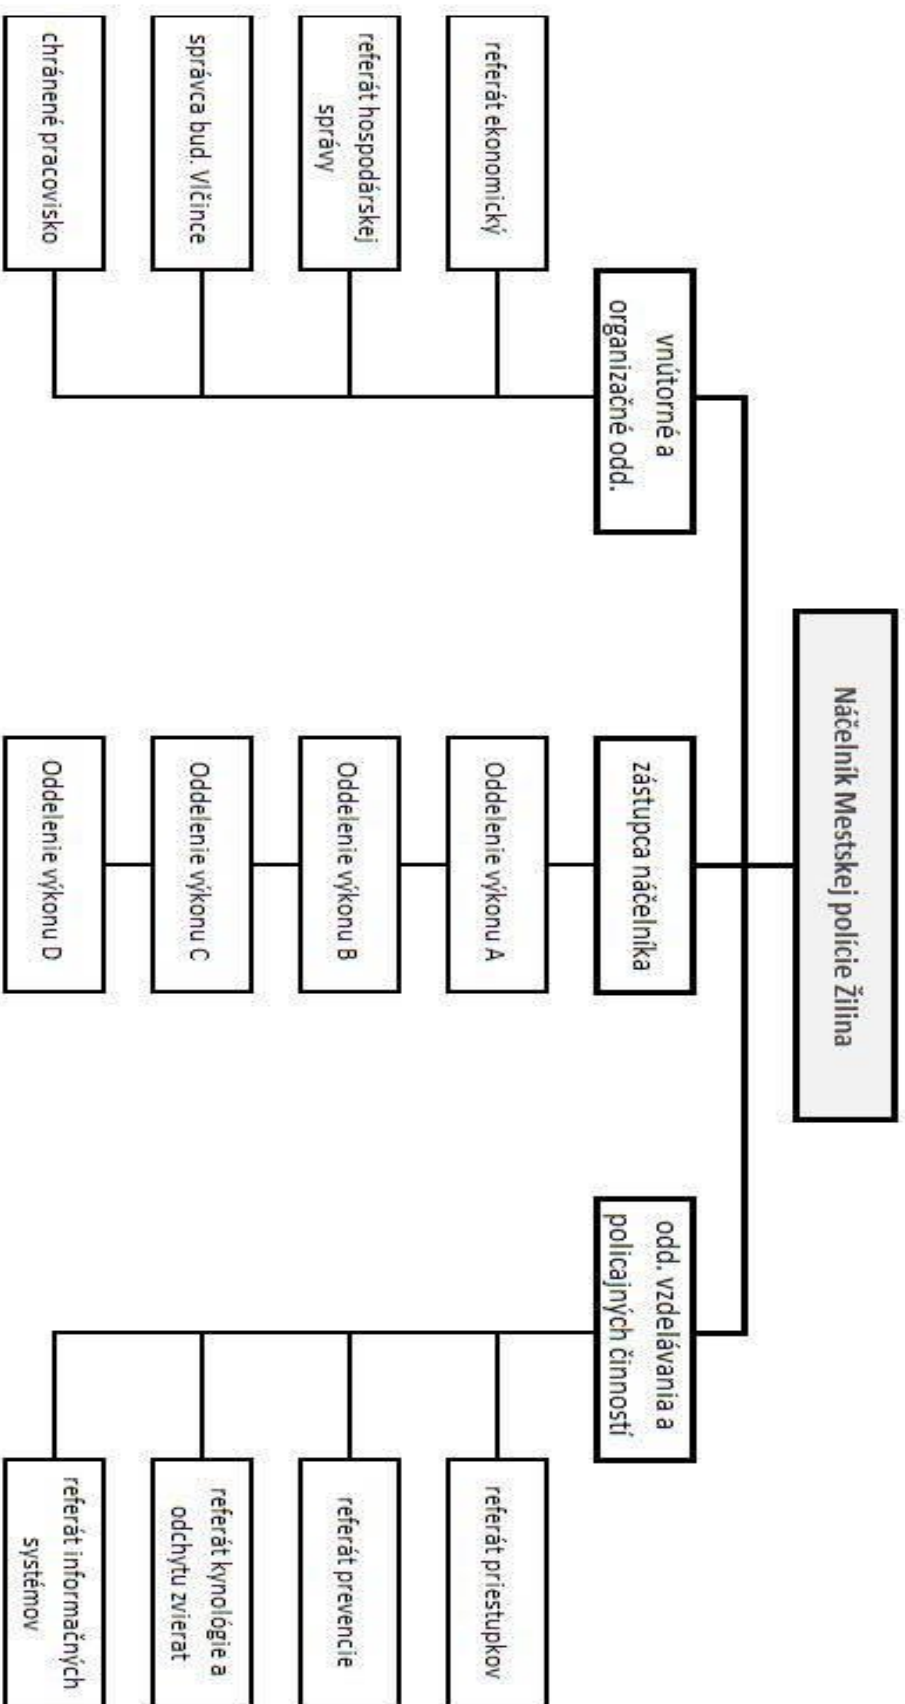 Náčelník Mestskej polície Žilina
vnútorné a
organizačné odd.
referát ekonomický
referát hospodárskej
správy
správca bud. Vlčince
chránené pracovisko
zástupca náčelníka
Oddelenie výkonu A
Oddelenie výkonu B
Oddelenie výkonu C
Oddelenie výkonu D
odd. vzdelávania a
policajných činností
referát priestupkov
referát prevencie
referát kynológie a
odchytu zvierat
referát informačných
systémov